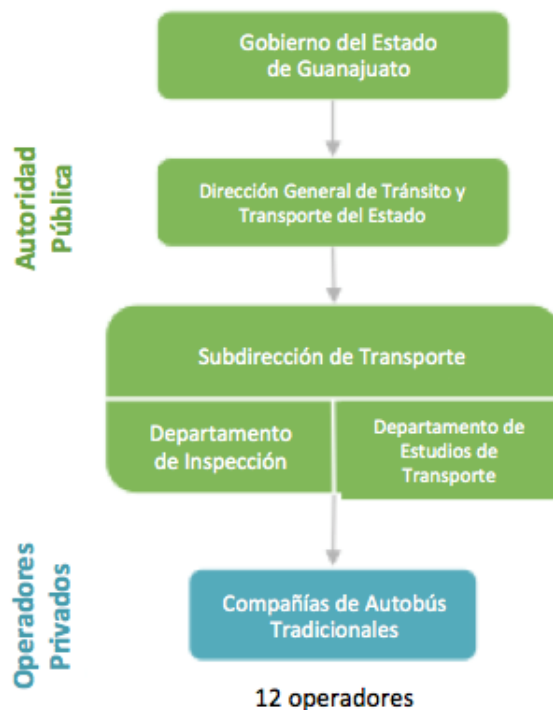 Gobierno del Estado
de Guanajuato
Autoridad
Pública
Dirección General de Tránsito y
Transporte del Estado
Subdirección de Transporte
Departamento
de Inspección
Departamento de
Estudios de
Transporte
Operadores
Privados
Compañías de Autobús
Tradicionales
12 operadores